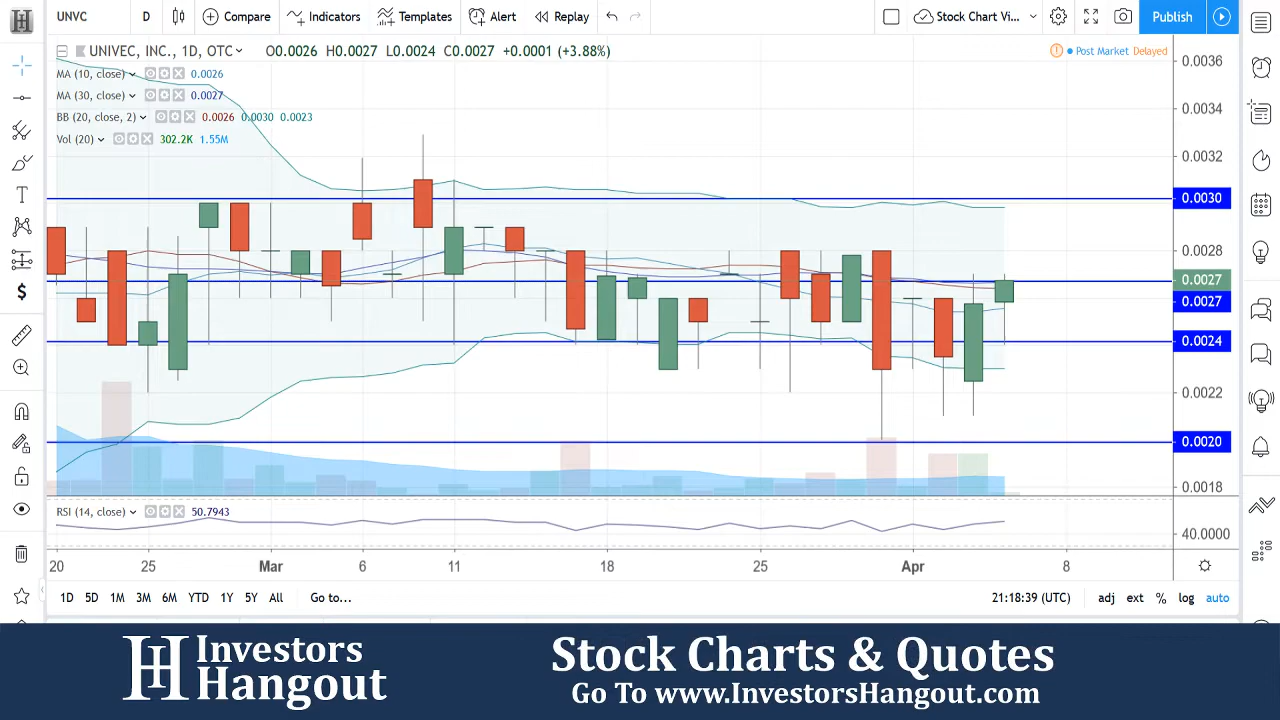 UNVC D Compare Indicators Templates Alert Replay Stock Chart Vi... Publish
UNIVEC, INC., 1D, OTC O0.0026 H0.0027 L0.0024 C0.0027 +0.0001 (+3.88%) Post Market Delayed
MA (10, close) 0.0026
MA (30, close) 0.0027
BB (20, close, 2) 0.0026 0.0030 0.0023
Vol (20) 302.2K 1.55M
0.0036
0.0034
0.0032
0.0030
0.0028
0.0027
0.0027
0.0024
0.0022
0.0020
0.0018
RSI (14, close) 50.7943
40.0000
20 25 Mar 6 11 18 25 Apr 8
1D 5D 1M 3M 6M YTD 1Y 5Y All Go to... 21:18:39 (UTC) adj ext % log auto
Investors
Hangout
Stock Charts & Quotes
Go To www.InvestorsHangout.com